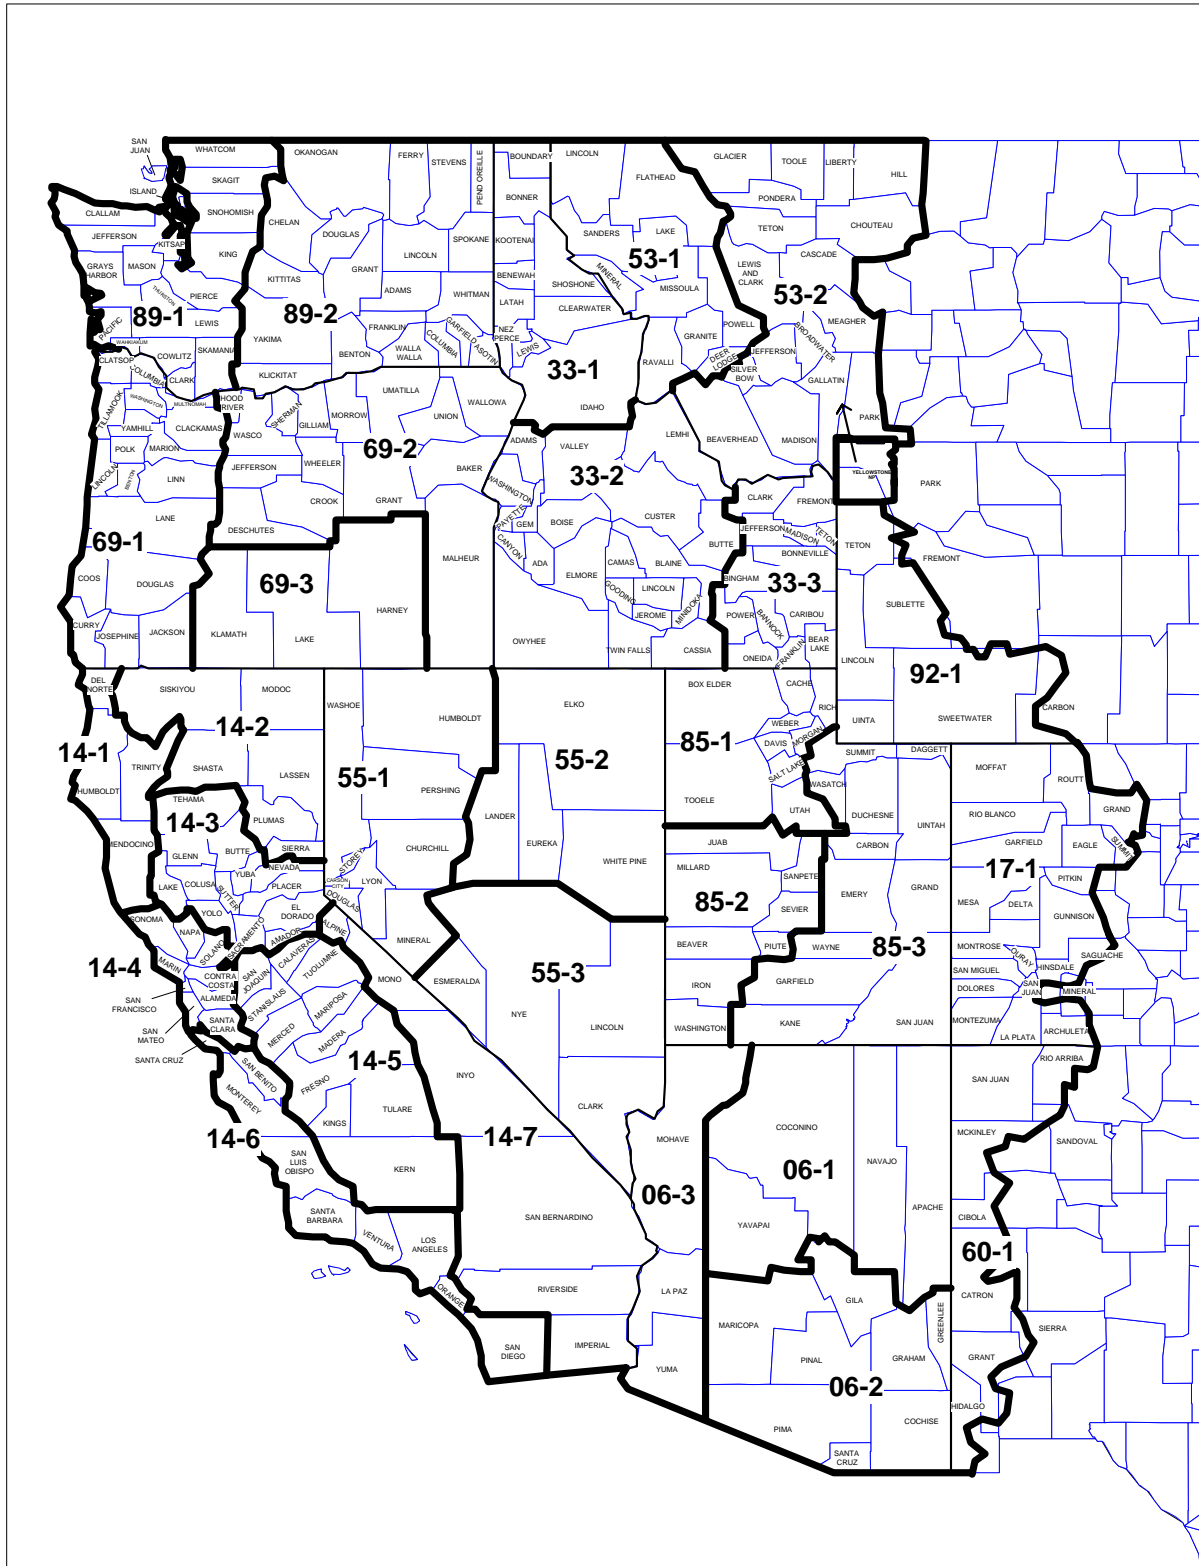 SAN
JUAN
WHATCOM
OKANOGAN
FERRY
STEVENS
PEND OREILLE
BOUNDARY
LINCOLN
GLACIER
TOOLE
LIBERTY
HILL
ISLAND
SKAGIT
FLATHEAD
BONNER
PONDERA
CLALLAM
SNOHOMISH
CHELAN
TETON
CHOUTEAU
JEFFERSON
KITSAP
KING
DOUGLAS
LINCOLN
SPOKANE
KOOTENAI
SANDERS
LAKE
53-1
CASCADE
GRAYS
HARBOR
MASON
KITTITAS
GRANT
BENEWAH
SHOSHONE
MINERAL
MISSOULA
LEWIS
AND
CLARK
53-2
THURSTON
PIERCE
ADAMS
WHITMAN
LATAH
CLEARWATER
89-1
89-2
PACIFIC
LEWIS
FRANKLIN
GARFIELD
ASOTIN
NEZ
PERCE
LEWIS
GRANITE
POWELL
BROADWATER
MEAGHER
WAHKIAKUM
COWLITZ
SKAMANIA
YAKIMA
BENTON
WALLA
WALLA
COLUMBIA
33-1
RAVALLI
DEER
LODGE
SILVER
BOW
JEFFERSON
GALLATIN
CLATSOP
COLUMBIA
CLARK
KLICKITAT
UMATILLA
WALLOWA
IDAHO
TILLAMOOK
WASHINGTON
MULTNOMAH
HOOD
RIVER
SHERMAN
GILLIAM
MORROW
UNION
PARK
YAMHILL
CLACKAMAS
WASCO
69-2
ADAMS
VALLEY
LEMHI
BEAVERHEAD
MADISON
POLK
MARION
JEFFERSON
WHEELER
BAKER
WASHINGTON
33-2
YELLOWSTONE
NP
PARK
LINCOLN
BENTON
LINN
CROOK
GRANT
PAYETTE
GEM
BOISE
CUSTER
CLARK
FREMONT
LANE
DESCHUTES
MALHEUR
CANYON
ADA
BUTTE
JEFFERSON
MADISON
TETON
TETON
FREMONT
69-1
69-3
ELMORE
CAMAS
BLAINE
BONNEVILLE
COOS
DOUGLAS
HARNEY
GOODING
LINCOLN
MINIDOKA
BINGHAM
33-3
SUBLETTE
CURRY
JOSEPHINE
JACKSON
KLAMATH
LAKE
OWYHEE
JEROME
POWER
BANNOCK
CARIBOU
TWIN FALLS
CASSIA
ONEIDA
FRANKLIN
BEAR
LAKE
LINCOLN
92-1
DEL
NORTE
SISKIYOU
MODOC
WASHOE
HUMBOLDT
ELKO
BOX ELDER
CACHE
RICH
UINTA
SWEETWATER
CARBON
14-1
14-2
55-1
55-2
85-1
WEBER
DAVIS
MORGAN
SUMMIT
DAGGETT
TRINITY
SHASTA
LASSEN
PERSHING
SALT LAKE
WASATCH
MOFFAT
ROUTT
HUMBOLDT
TEHAMA
PLUMAS
LANDER
TOOELE
UTAH
DUCHESNE
UINTAH
RIO BLANCO
GRAND
14-3
MENDOCINO
GLENN
BUTTE
SIERRA
CHURCHILL
EUREKA
WHITE PINE
JUAB
CARBON
GARFIELD
EAGLE
SUMMIT
YUBA
NEVADA
STOREY
MILLARD
SANPETE
17-1
LAKE
COLUSA
SUTTER
PLACER
CARSON
CITY
LYON
EMERY
GRAND
PITKIN
SONOMA
YOLO
EL
DORADO
DOUGLAS
85-2
SEVIER
MESA
DELTA
GUNNISON
NAPA
SOLANO
SACRAMENTO
AMADOR
ALPINE
MINERAL
BEAVER
PIUTE
WAYNE
85-3
MONTROSE
OURAY
SAGUACHE
14-4
MARIN
CONTRA
COSTA
SAN
JOAQUIN
CALAVERAS
TUOLUMNE
MONO
ESMERALDA
55-3
IRON
GARFIELD
SAN MIGUEL
HINSDALE
SAN
FRANCISCO
ALAMEDA
STANISLAUS
MARIPOSA
NYE
DOLORES
SAN
JUAN
MINERAL
SAN
MATEO
SANTA
CLARA
MERCED
MADERA
LINCOLN
WASHINGTON
KANE
SAN JUAN
MONTEZUMA
LA PLATA
ARCHULETA
SANTA CRUZ
SAN BENITO
FRESNO
14-5
INYO
SAN JUAN
RIO ARRIBA
MONTEREY
KINGS
TULARE
CLARK
14-6
14-7
MOHAVE
COCONINO
NAVAJO
MCKINLEY
SANDOVAL
SAN
LUIS
OBISPO
KERN
06-3
06-1
APACHE
SANTA
BARBARA
VENTURA
LOS
ANGELES
SAN BERNARDINO
YAVAPAI
CIBOLA
60-1
ORANGE
RIVERSIDE
LA PAZ
GILA
GREENLEE
CATRON
MARICOPA
SIERRA
SAN
DIEGO
IMPERIAL
YUMA
PINAL
GRAHAM
GRANT
06-2
HIDALGO
PIMA
COCHISE
SANTA
CRUZ